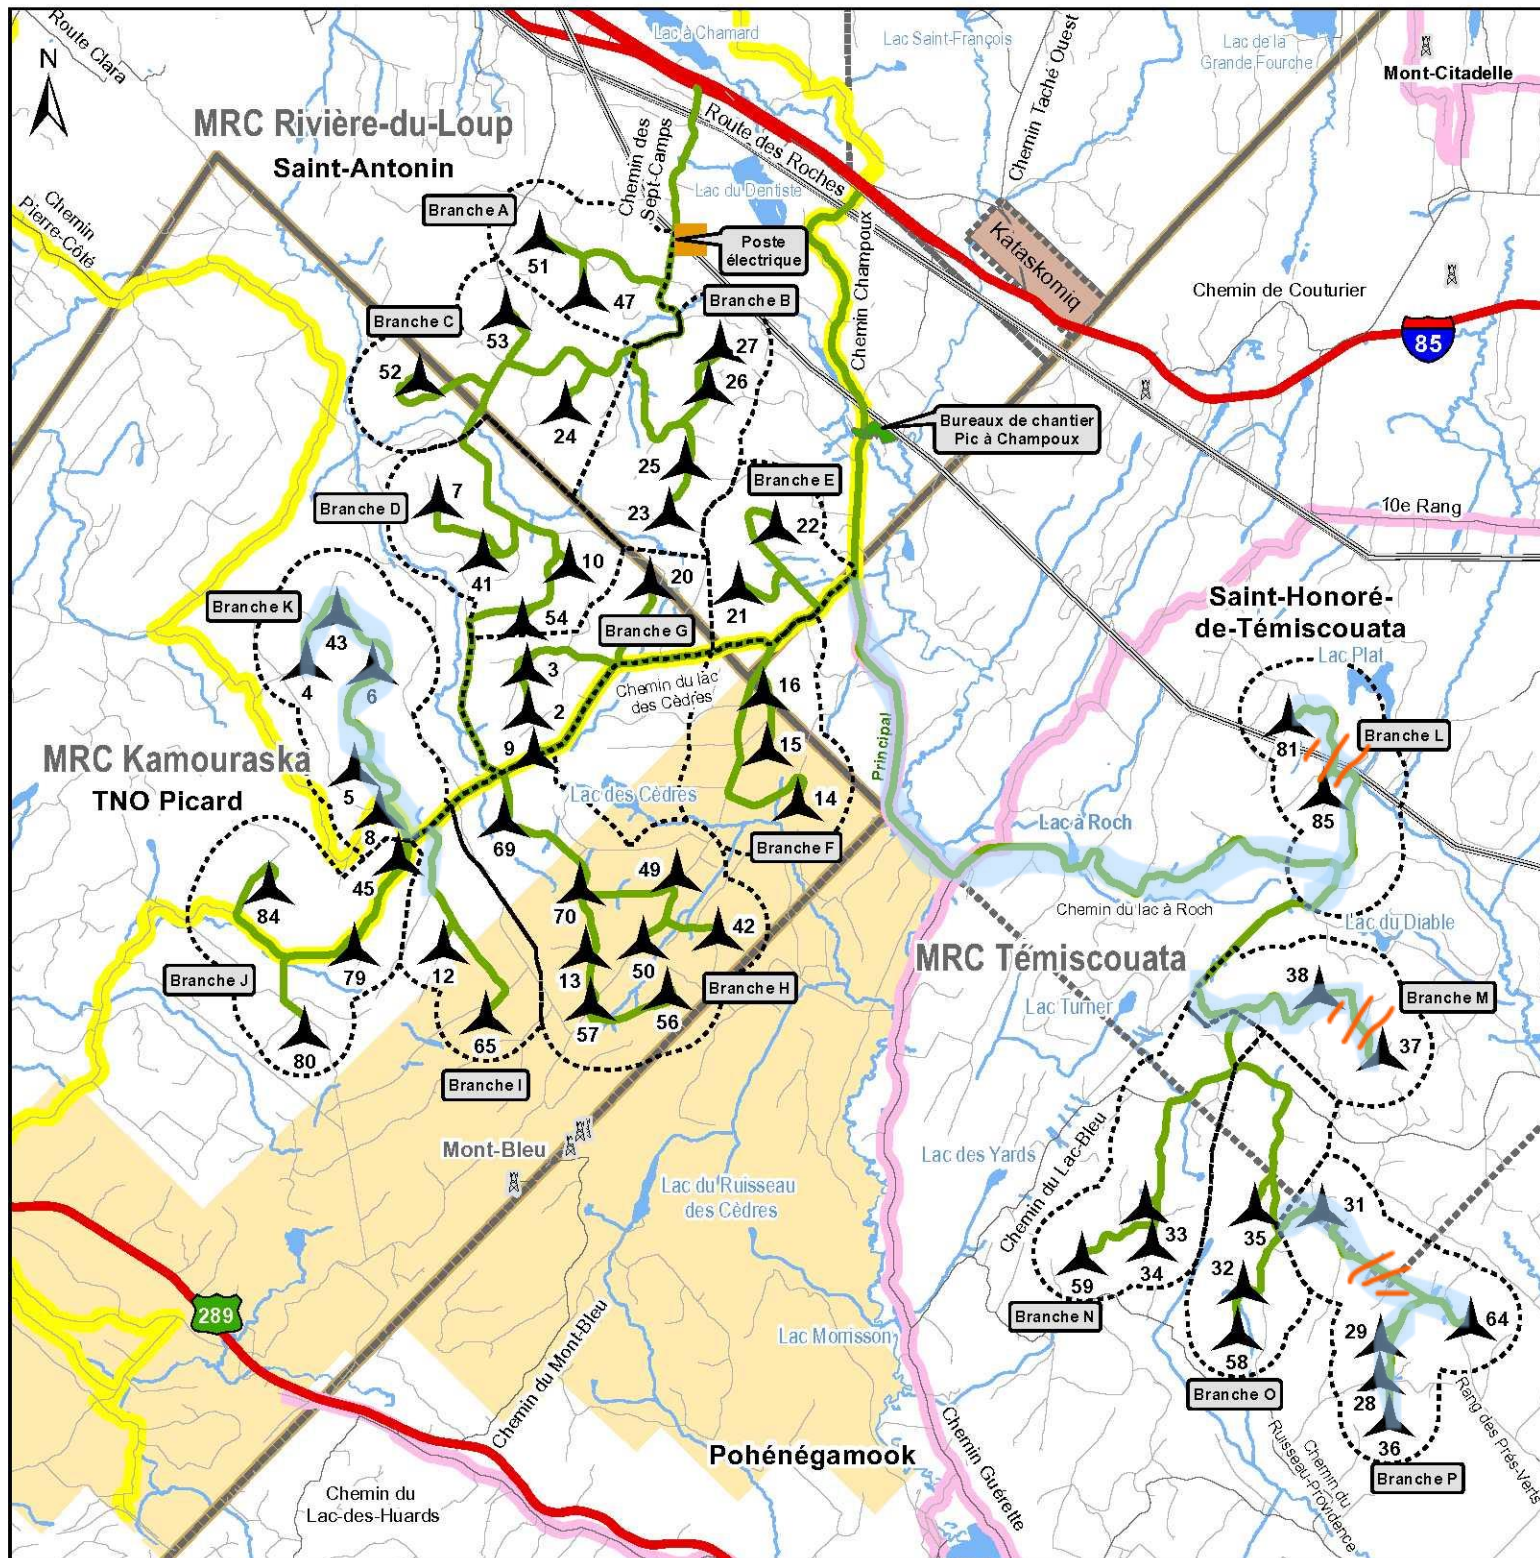 Route Clara
N
Lac à Chamard
Lac Saint-François
Lac de la
Grande Fourche
Mont-Citadelle
MRC Rivière-du-Loup
Saint-Antonin
Chemin des
Sept-Camps
Route des Roches
Chemin Taché Ouest
Chemin
Pierre-Côté
Branche A
Lac du Dentiste
51
47
Poste
électrique
Kataskomiq
Chemin de Couturier
85
Branche B
Branche C
53
52
24
27
26
25
23
Chemin Champoux
Bureaux de chantier
Pic à Champoux
Branche E
22
21
10e Rang
7
Branche D
41
10
54
20
Branche G
Branche K
43
4
6
5
8
3
2
9
Chemin du lac
des Cèdres
16
15
14
Principal
Saint-Honoré-
de-Témiscouata
Lac Plat
81
Branche L
85
MRC Kamouraska
TNO Picard
Lac des Cèdres
69
Branche F
Lac à Roch
Chemin du lac à Roch
Lac du Diable
45
84
79
80
Branche J
12
65
Branche I
70
49
42
50
13
57
56
Branche H
MRC Témiscouata
Lac Turner
38
Branche M
37
Mont-Bleu
Lac du Ruisseau
des Cèdres
Lac des Yards
Chemin du Lac-Bleu
33
34
59
Branche N
35
31
32
58
Branche O
64
29
28
36
Branche P
289
Lac Morrisson
Chemin du Mont-Bleu
Pohénégamook
Chemin Guérette
Chemin du
Ruisseau-Providence
Rang des Prés-Verts
Chemin du
Lac-des-Huards